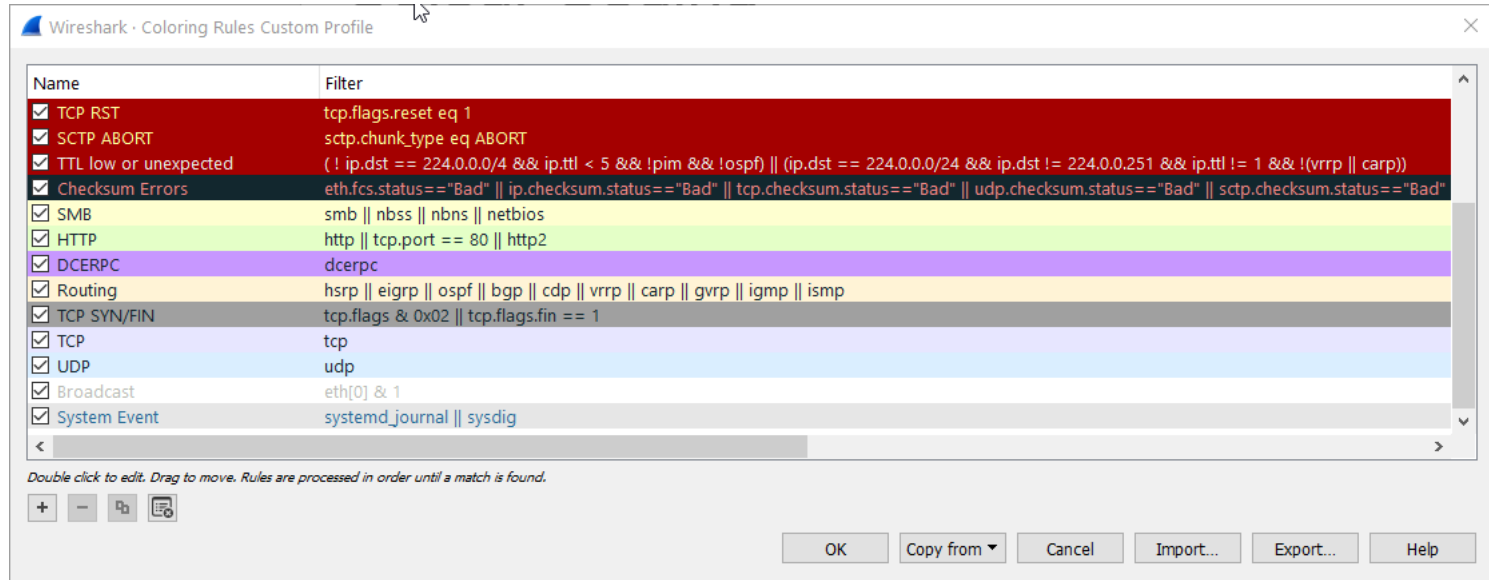 Wireshark · Coloring Rules Custom Profile
Name Filter
TCP RST tcp.flags.reset eq 1
SCTP ABORT sctp.chunk_type eq ABORT
TTL low or unexpected ( ! ip.dst == 224.0.0.0/4 && ip.ttl < 5 && !pim && !ospf) || (ip.dst == 224.0.0.0/24 && ip.dst != 224.0.0.251 && ip.ttl != 1 && !(vrrp || carp))
Checksum Errors eth.fcs.status=="Bad" || ip.checksum.status=="Bad" || tcp.checksum.status=="Bad" || udp.checksum.status=="Bad" || sctp.checksum.status=="Bad"
SMB smb || nbss || nbns || netbios
HTTP http || tcp.port == 80 || http2
DCERPC dcerpc
Routing hsrp || eigrp || ospf || bgp || cdp || vrrp || carp || gvrp || igmp || ismp
TCP SYN/FIN tcp.flags & 0x02 || tcp.flags.fin == 1
TCP tcp
UDP udp
Broadcast eth[0] & 1
System Event systemd_journal || sysdig
Double click to edit. Drag to move. Rules are processed in order until a match is found.
OK Copy from Cancel Import... Export... Help